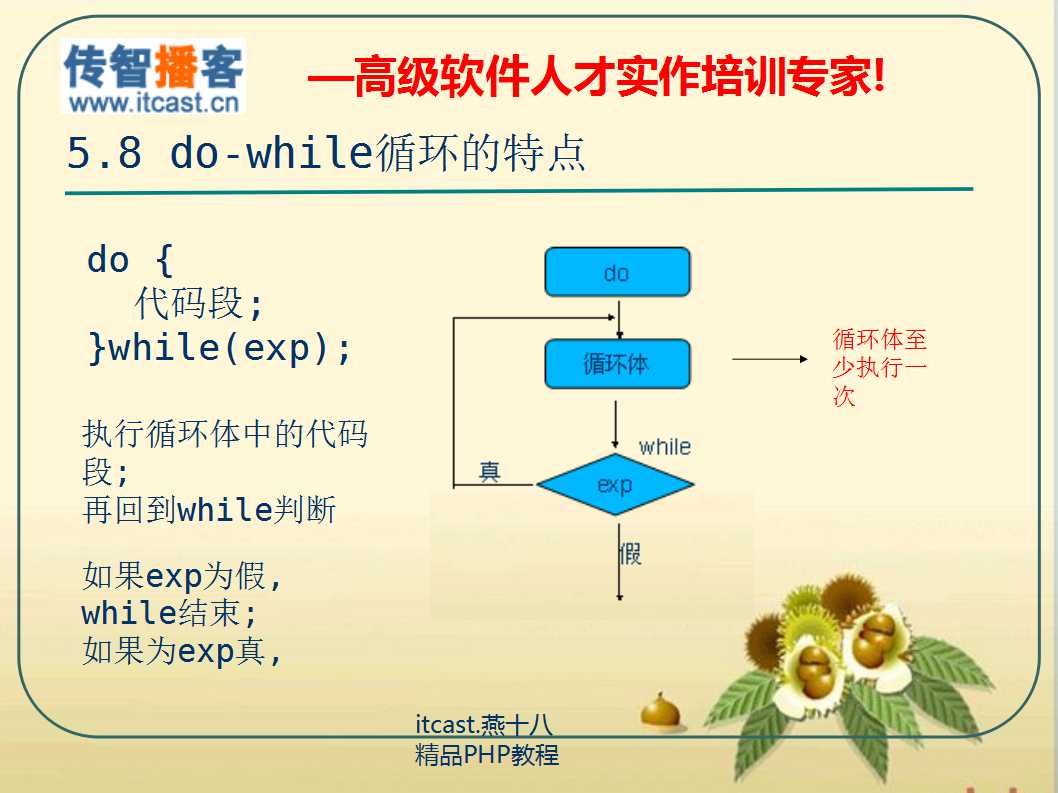 传智播客
www.itcast.cn
—高级软件人才实作培训专家!
5.8 do-while循环的特点
do {
代码段;
}while(exp);
执行循环体中的代码
段;
再回到while判断
如果exp为假,
while结束;
如果为exp真,
do
循环体
while
exp
真
假
循环体至
少执行一
次
itcast.燕十八
精品PHP教程